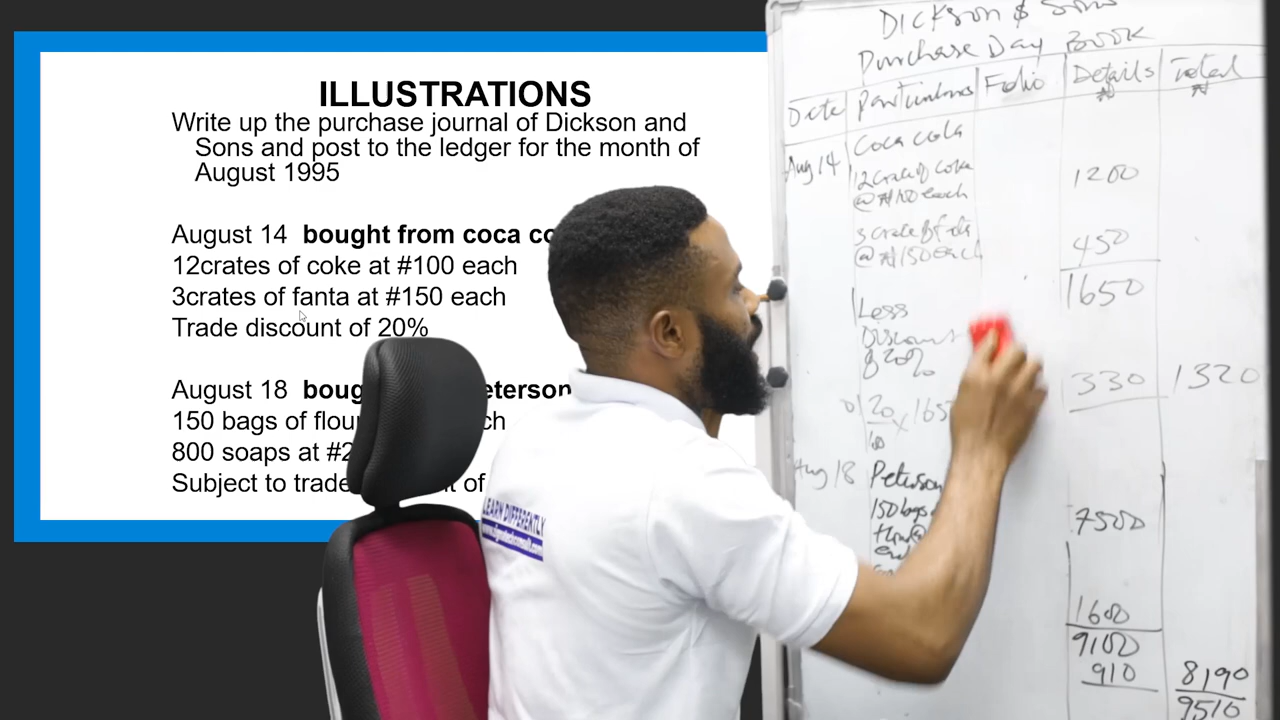 ILLUSTRATIONS
Write up the purchase journal of Dickson and
Sons and post to the ledger for the month of
August 1995
August 14 bought from coca co
12crates of coke at #100 each
3crates of fanta at #150 each
Trade discount of 20%
August 18 boug eterson
150 bags of flou ch
800 soaps at #2
Subject to trade t of
LEARN DIFFERENTLY
Dickson & Sons
Purchase Day Book
Date Particulars Folio Details Total
₦ ₦
Aug 14 Coca cola
12 crate of coke
@ ₦100 each 1200
3 crate of fata
@ ₦150 each 450
1650
Less
Discount
of 20% 330 1320
20 x 165
100
Aug 18 Peterson
150 bags
7500
1600
9100
910 8190
9510